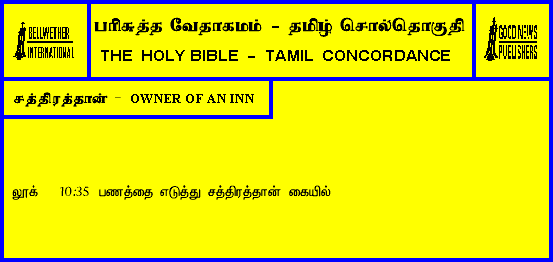 BELLWETHER
INTERNATIONAL
பரிசுத்த வேதாகமம் - தமிழ் சொல்தொகுதி
THE HOLY BIBLE - TAMIL CONCORDANCE
GOOD NEWS
PUBLISHERS
சத்திரத்தான் - OWNER OF AN INN
லூக் 10:35 பணத்தை எடுத்து சத்திரத்தான் கையில்